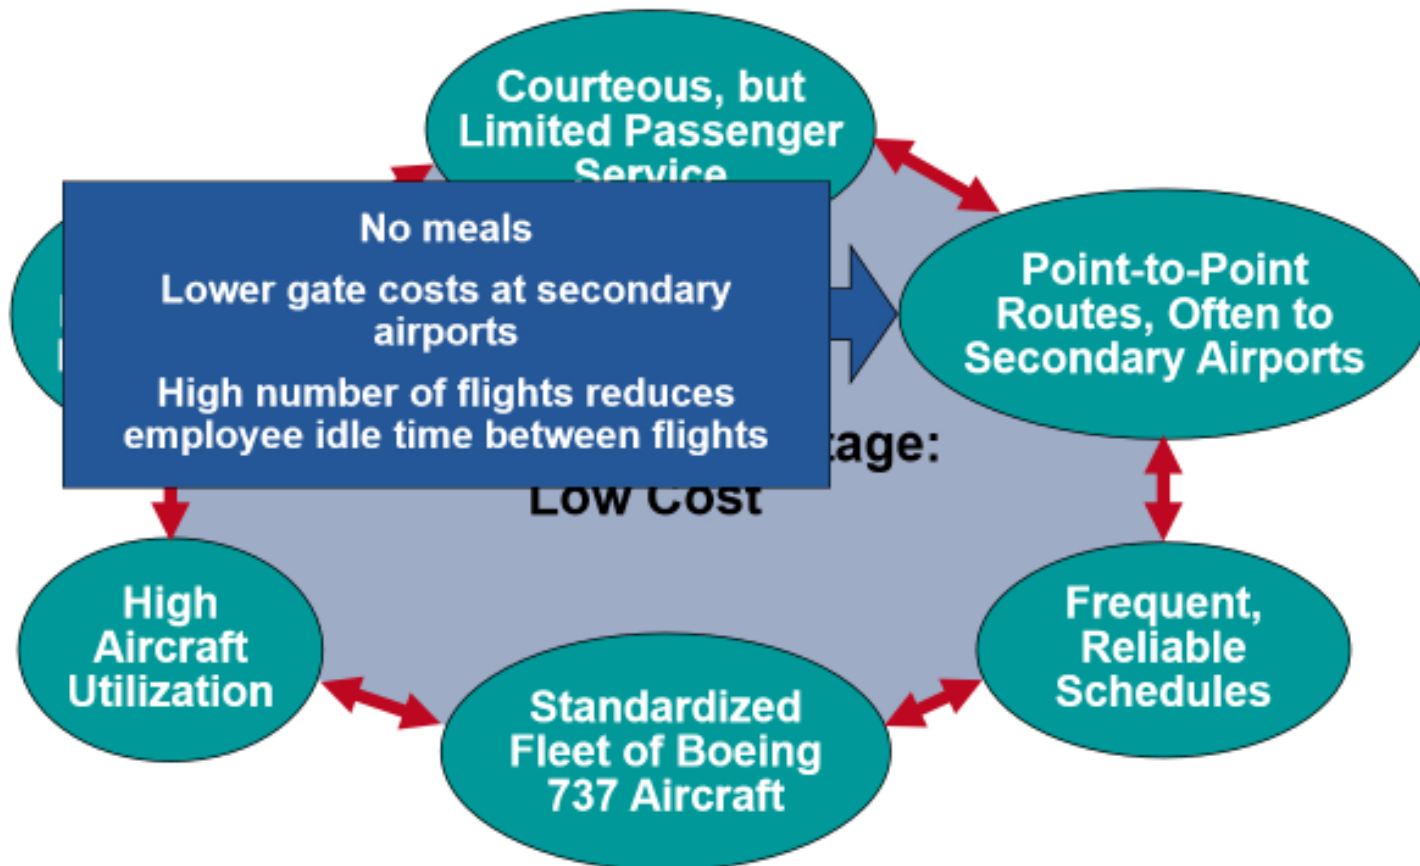 Courteous, but
Limited Passenger
Service
No meals
Lower gate costs at secondary
airports
High number of flights reduces
employee idle time between flights
Point-to-Point
Routes, Often to
Secondary Airports
tage:
Low Cost
High
Aircraft
Utilization
Standardized
Fleet of Boeing
737 Aircraft
Frequent,
Reliable
Schedules